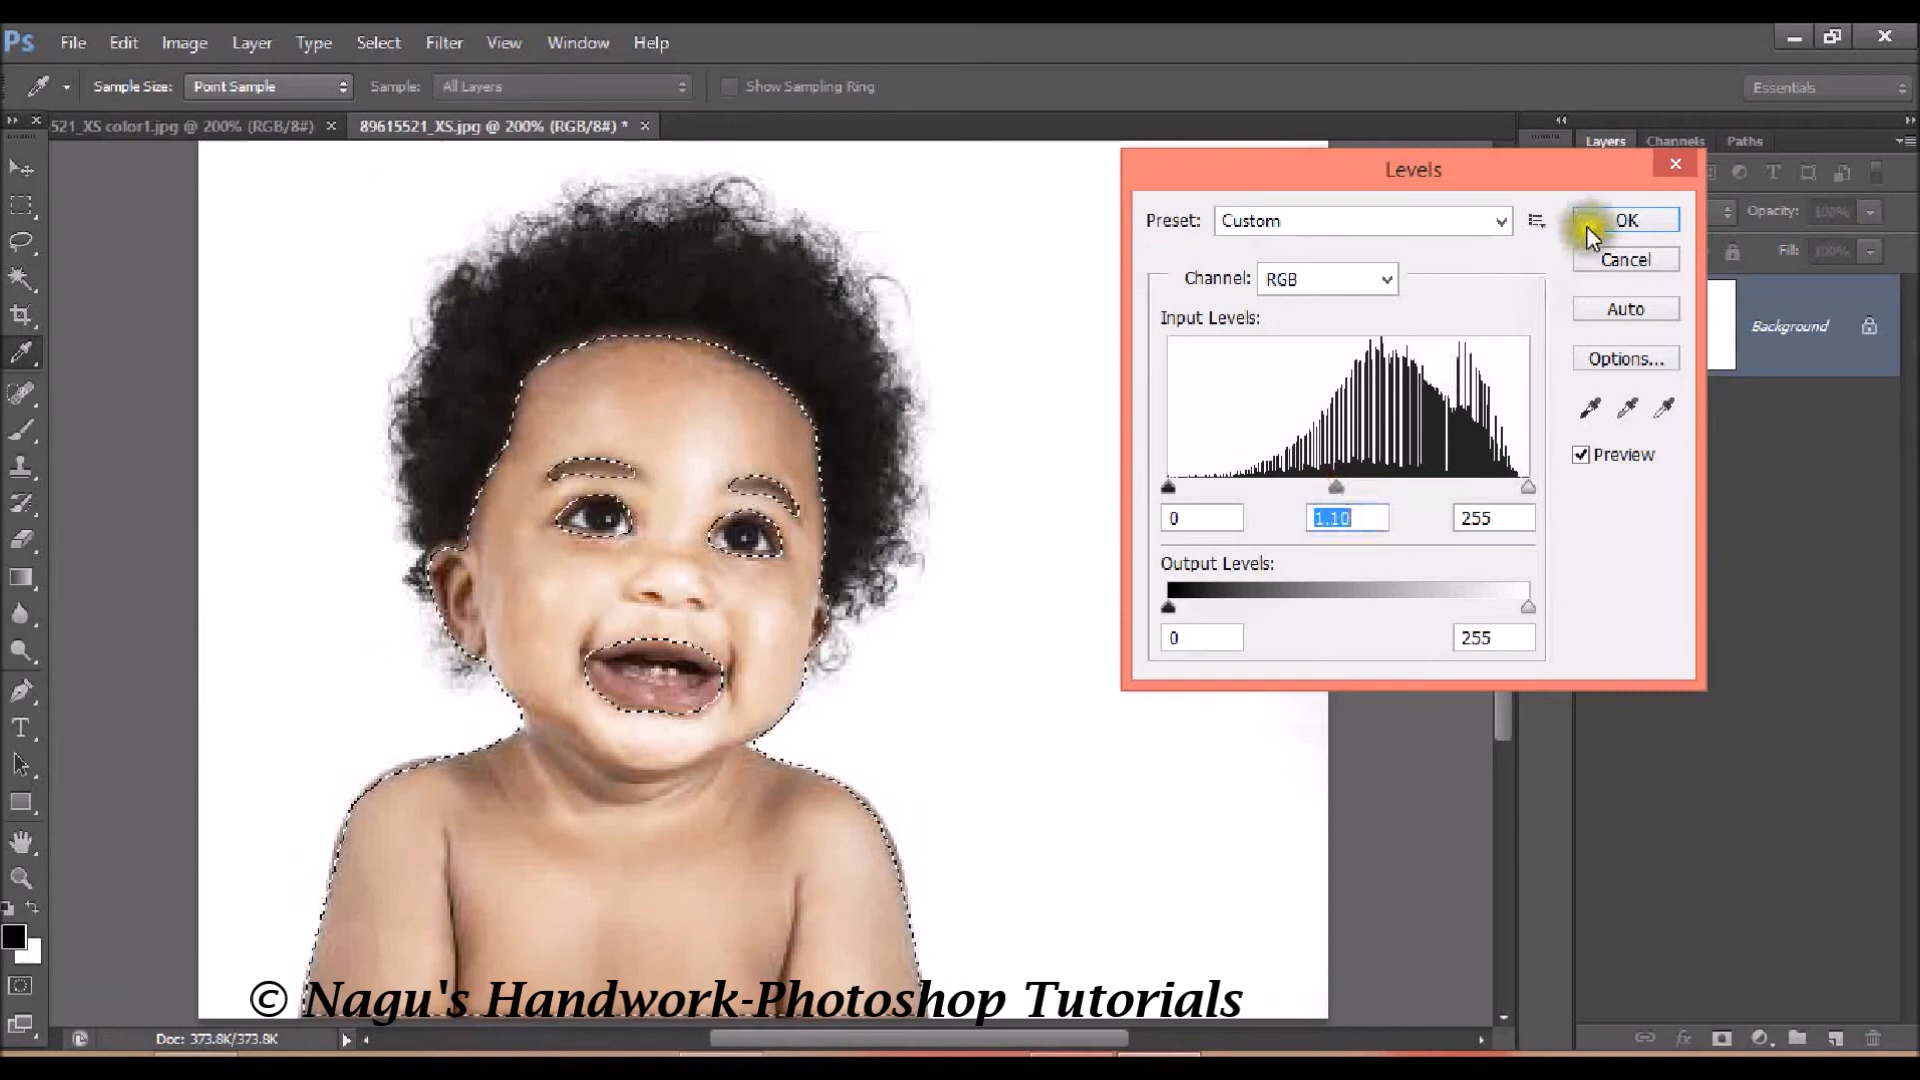 Ps File Edit Image Layer Type Select Filter View Window Help
Sample Size: Point Sample Sample: All Layers Show Sampling Ring Essentials
521_XS color1.jpg @ 200% (RGB/8#) × 89615521_XS.jpg @ 200% (RGB/8#) * ×
Layers Channels Paths
Levels
Preset: Custom OK
Opacity: 100%
Cancel
Fill: 100%
Channel: RGB
Auto
Input Levels:
Background
Options...
Preview
0 1.10 255
Output Levels:
0 255
© Nagu's Handwork-Photoshop Tutorials
Doc: 373.8K/373.8K
fx